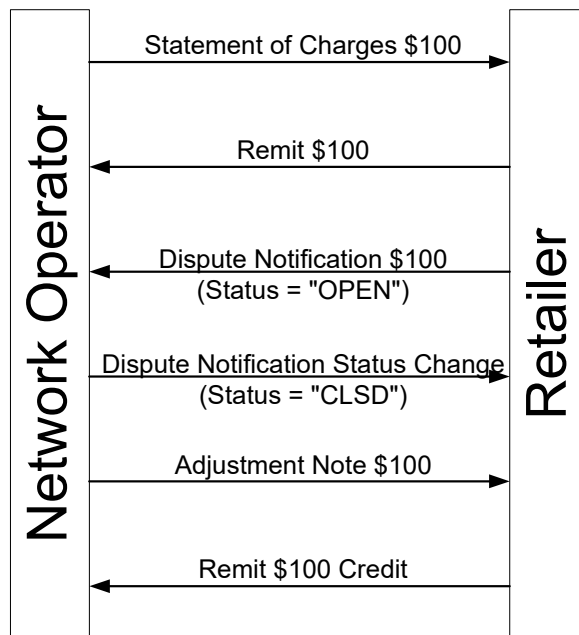 Network Operator
Statement of Charges $100
Remit $100
Dispute Notification $100
(Status = "OPEN")
Dispute Notification Status Change
(Status = "CLSD")
Adjustment Note $100
Remit $100 Credit
Retailer